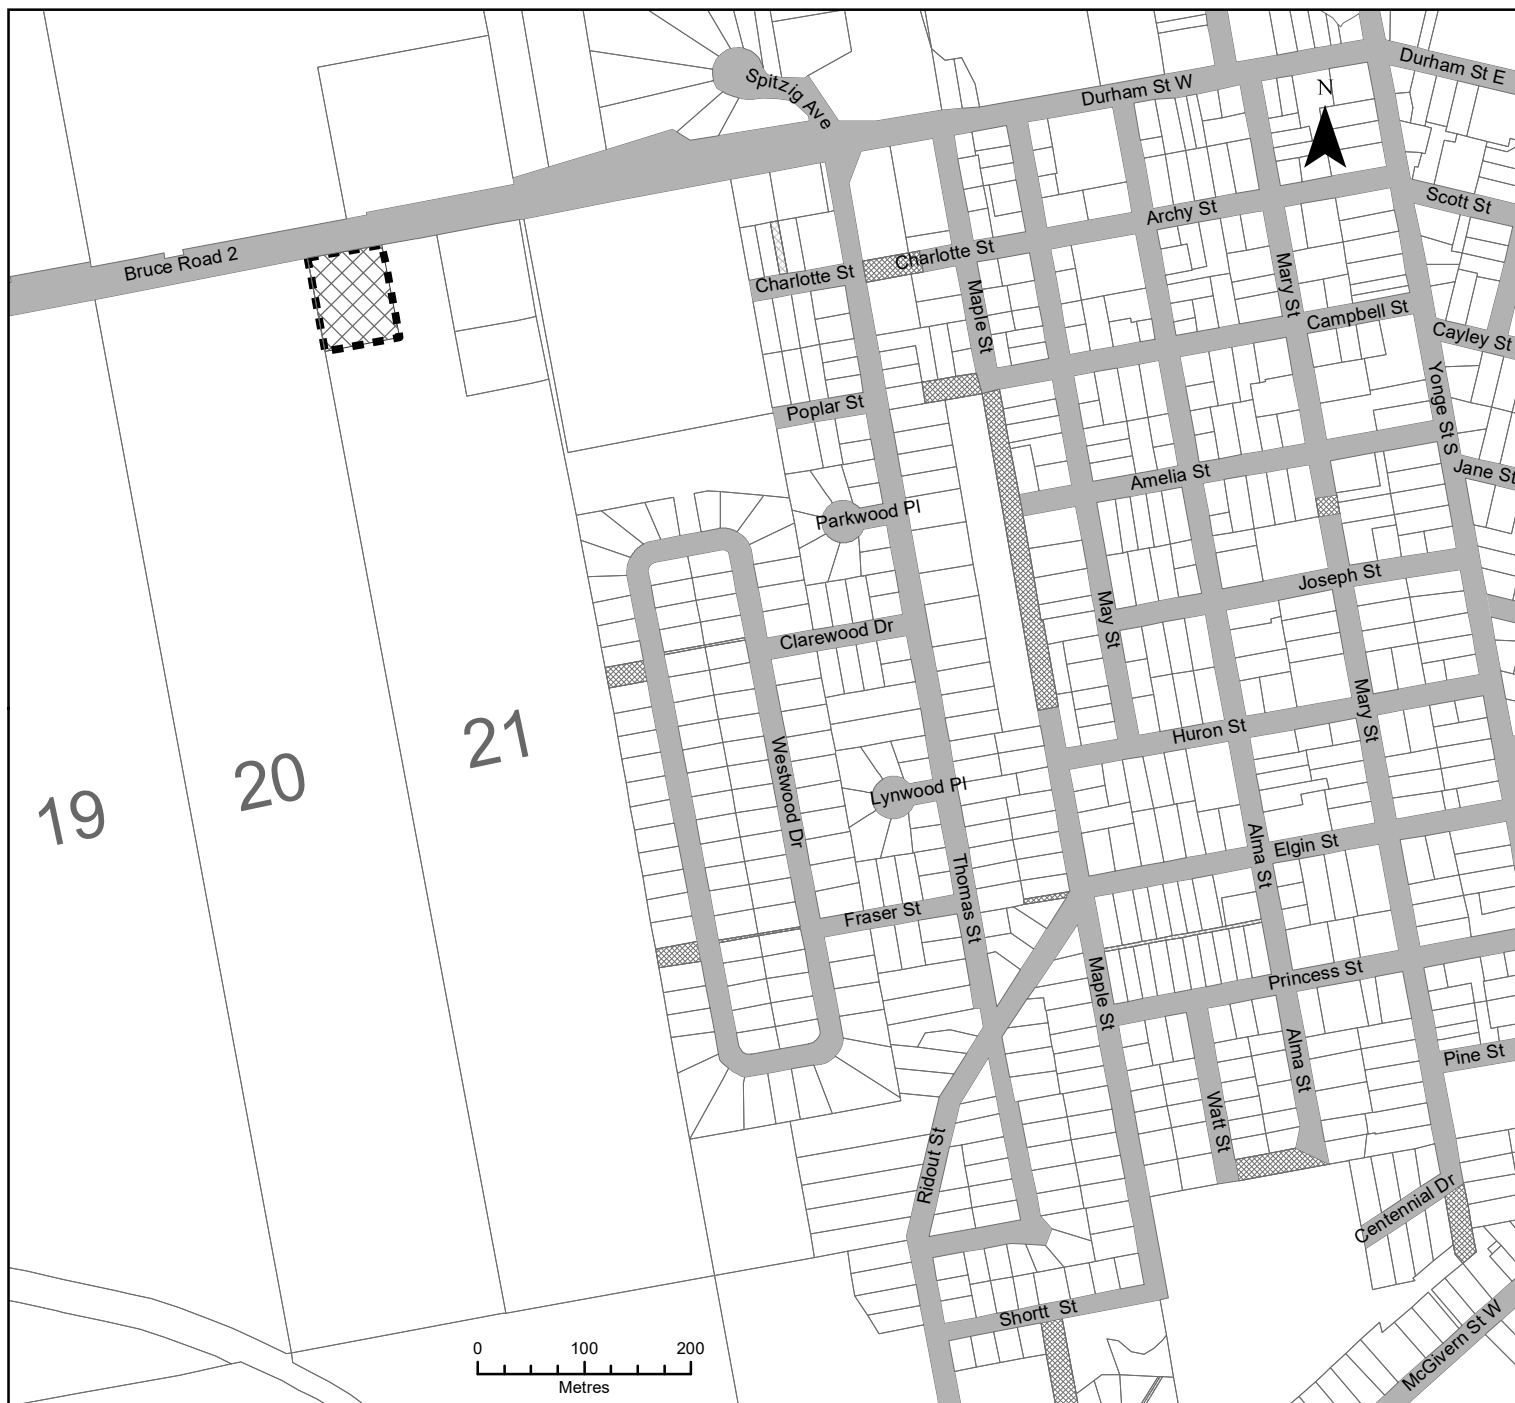 Durham St E
Spitzig Ave
Durham St W
N
Scott St
Archy St
Bruce Road 2
Charlotte St
Charlotte St
Mary St
Maple St
Campbell St
Cayley St
Poplar St
Yonge St S
Amelia St
Jane St
Parkwood Pl
Joseph St
May St
Clarewood Dr
Mary St
21
Huron St
20
Westwood Dr
Lynwood Pl
19
Elgin St
Alma St
Thomas St
Fraser St
Princess St
Maple St
Pine St
Alma St
Watt St
Ridout St
Centennial Dr
Shortt St
McGivern St W
0 100 200
Metres